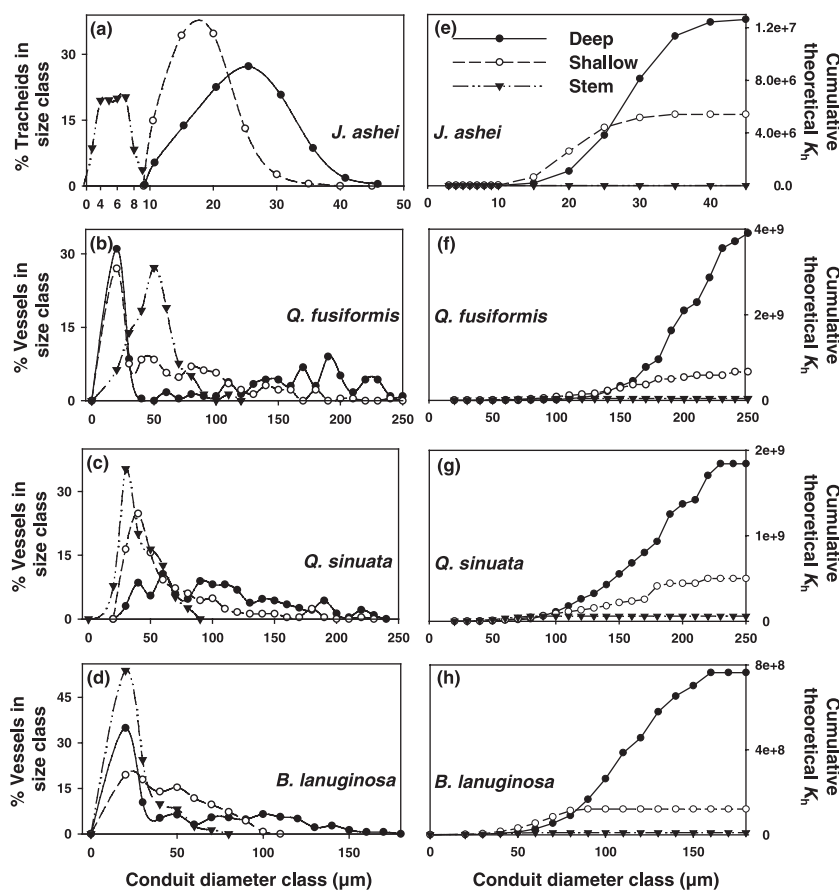 (a)
% Tracheids in
size class
30
15
0
J. ashei
0 4 6 8 10 20 30 40 50
(e)
Deep
Shallow
Stem
J. ashei
1.2e+7
8.0e+6
4.0e+6
0.0
Cumulative
theoretical Kh
0 10 20 30 40
(b)
% Vessels in
size class
30
15
0
Q. fusiformis
0 50 100 150 200 250
(f)
Q. fusiformis
4e+9
2e+9
0
Cumulative
theoretical Kh
0 50 100 150 200 250
(c)
% Vessels in
size class
30
15
0
Q. sinuata
0 50 100 150 200 250
(g)
Q. sinuata
2e+9
1e+9
0
Cumulative
theoretical Kh
0 50 100 150 200 250
(d)
% Vessels in
size class
45
30
15
0
B. lanuginosa
0 50 100 150
Conduit diameter class (µm)
(h)
B. lanuginosa
8e+8
4e+8
0
Cumulative
theoretical Kh
0 50 100 150
Conduit diameter class (µm)